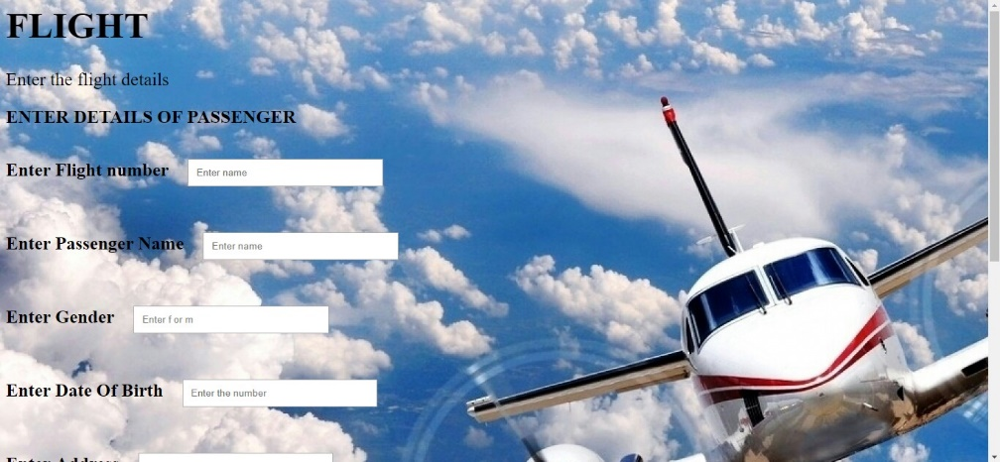 FLIGHT
Enter the flight details
ENTER DETAILS OF PASSENGER
Enter Flight number Enter name
Enter Passenger Name Enter name
Enter Gender Enter f or m
Enter Date Of Birth Enter the number
Enter Address